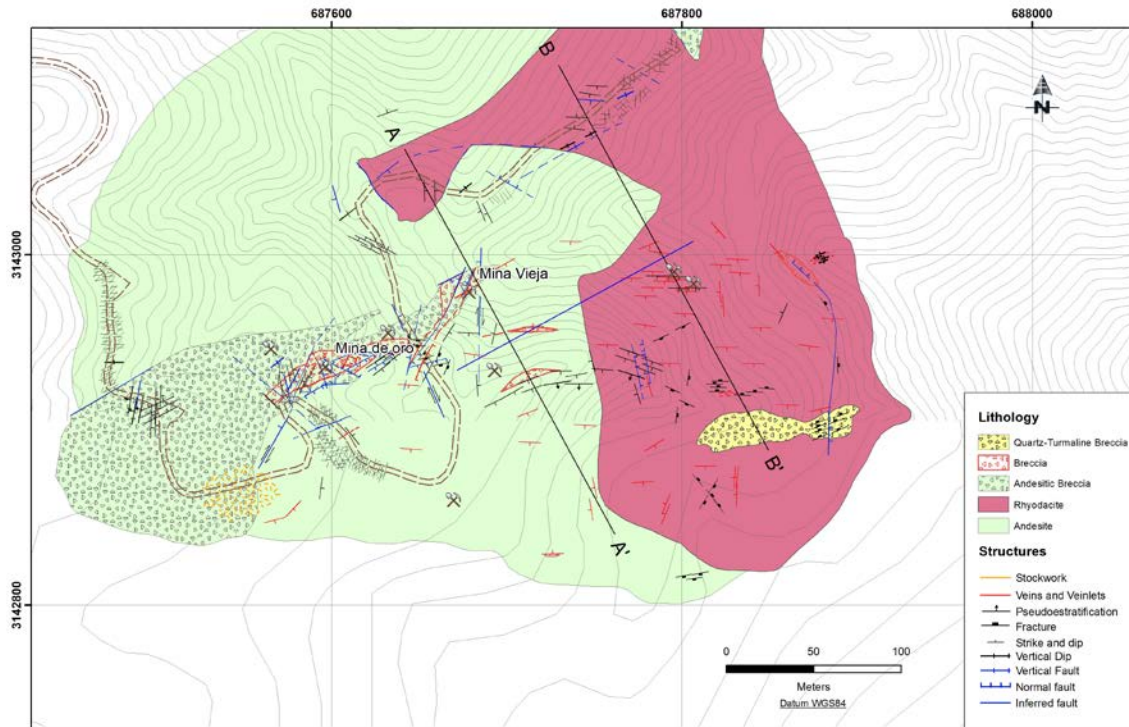 687600
687800
688000
3143000
3142800
N
B
A
Mina Vieja
Mina de oro
B'
A'
Lithology
Quartz-Turmaline Breccia
Breccia
Andesitic Breccia
Rhyodacite
Andesite
Structures
Stockwork
Veins and Veinlets
Pseudoestratification
Fracture
Strike and dip
Vertical Dip
Vertical Fault
Normal fault
Inferred fault
0 50 100
Meters
Datum WGS84